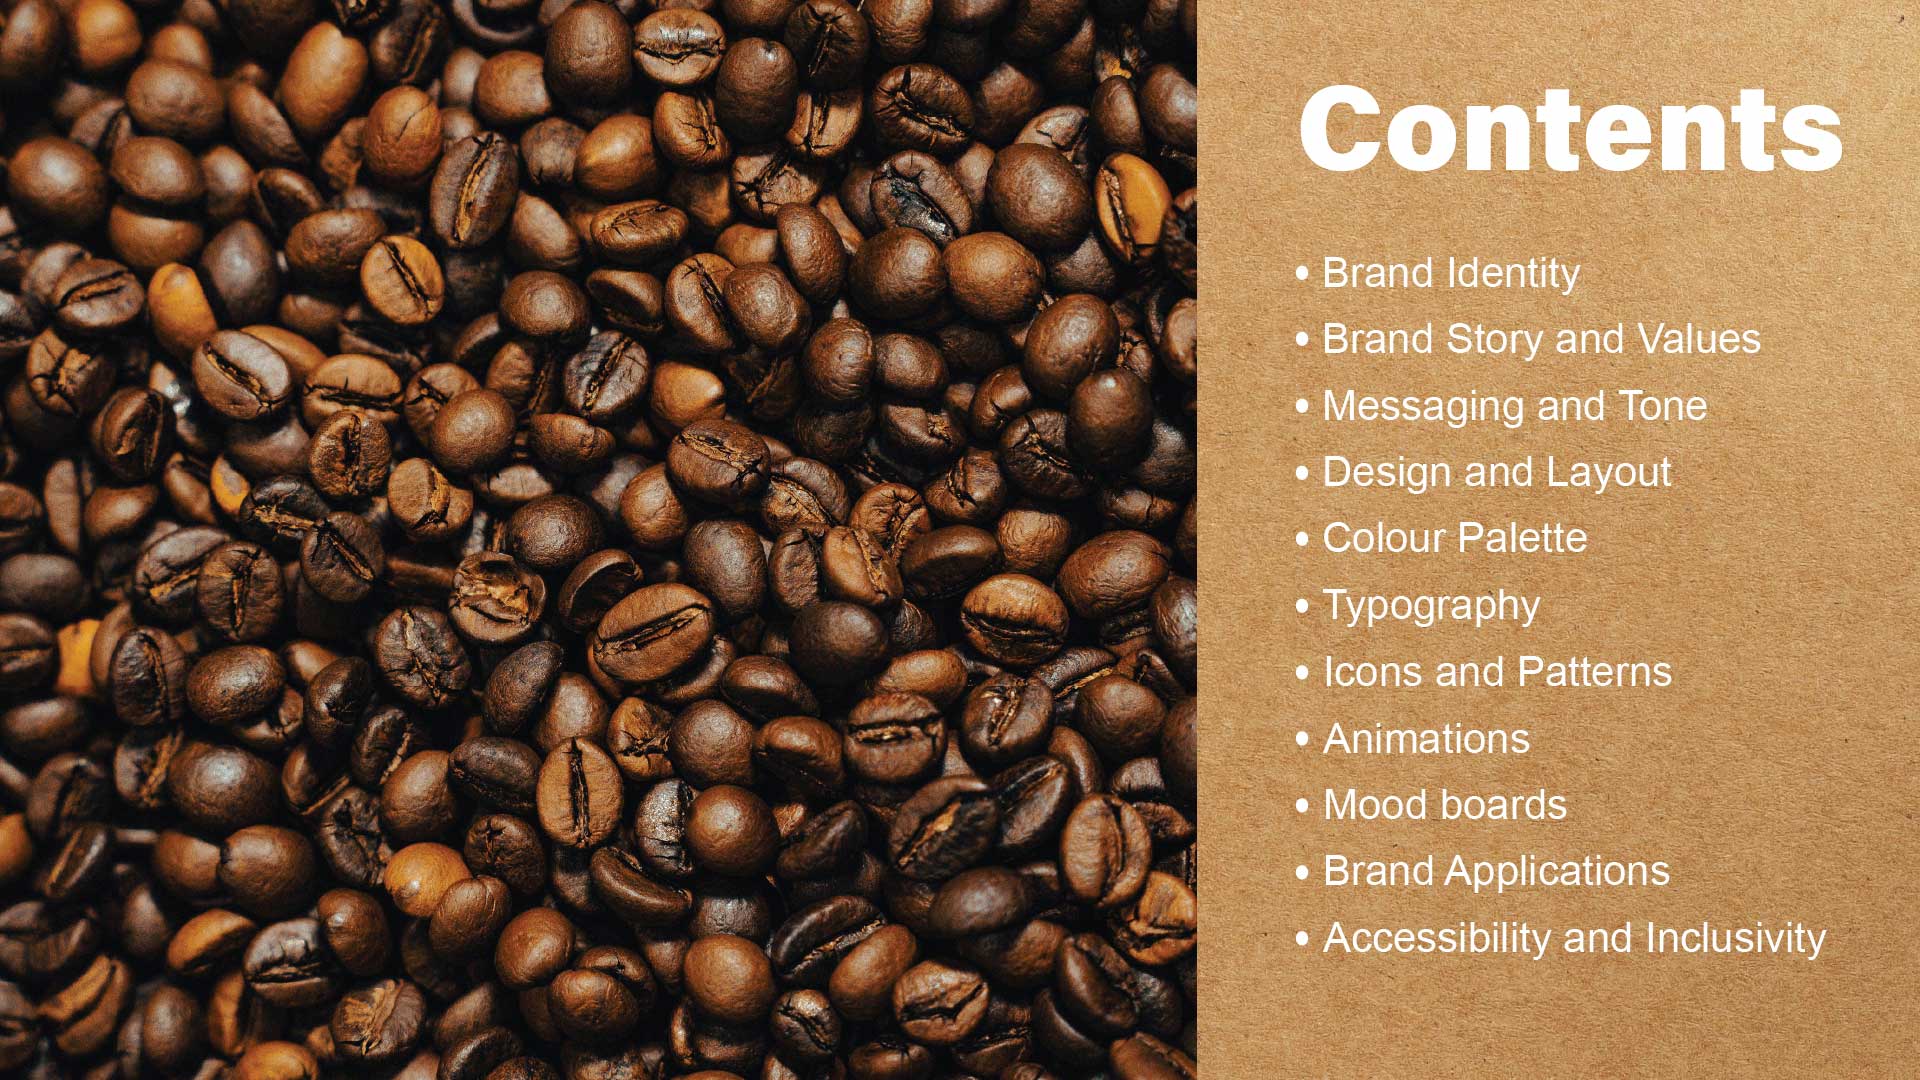 Contents
• Brand Identity
• Brand Story and Values
• Messaging and Tone
• Design and Layout
• Colour Palette
• Typography
• Icons and Patterns
• Animations
• Mood boards
• Brand Applications
• Accessibility and Inclusivity